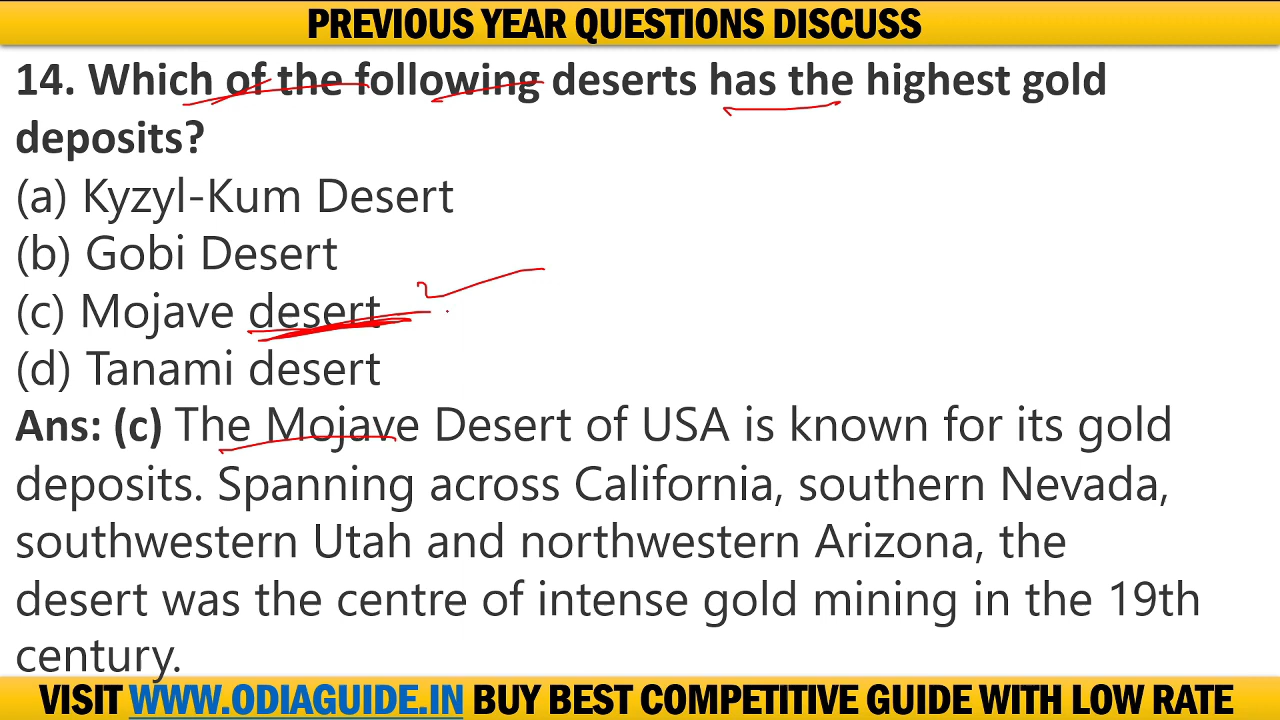 PREVIOUS YEAR QUESTIONS DISCUSS
14. Which of the following deserts has the highest gold
deposits?
(a) Kyzyl-Kum Desert
(b) Gobi Desert
(c) Mojave desert
(d) Tanami desert
Ans: (c) The Mojave Desert of USA is known for its gold
deposits. Spanning across California, southern Nevada,
southwestern Utah and northwestern Arizona, the
desert was the centre of intense gold mining in the 19th
century.
VISIT WWW.ODIAGUIDE.IN BUY BEST COMPETITIVE GUIDE WITH LOW RATE